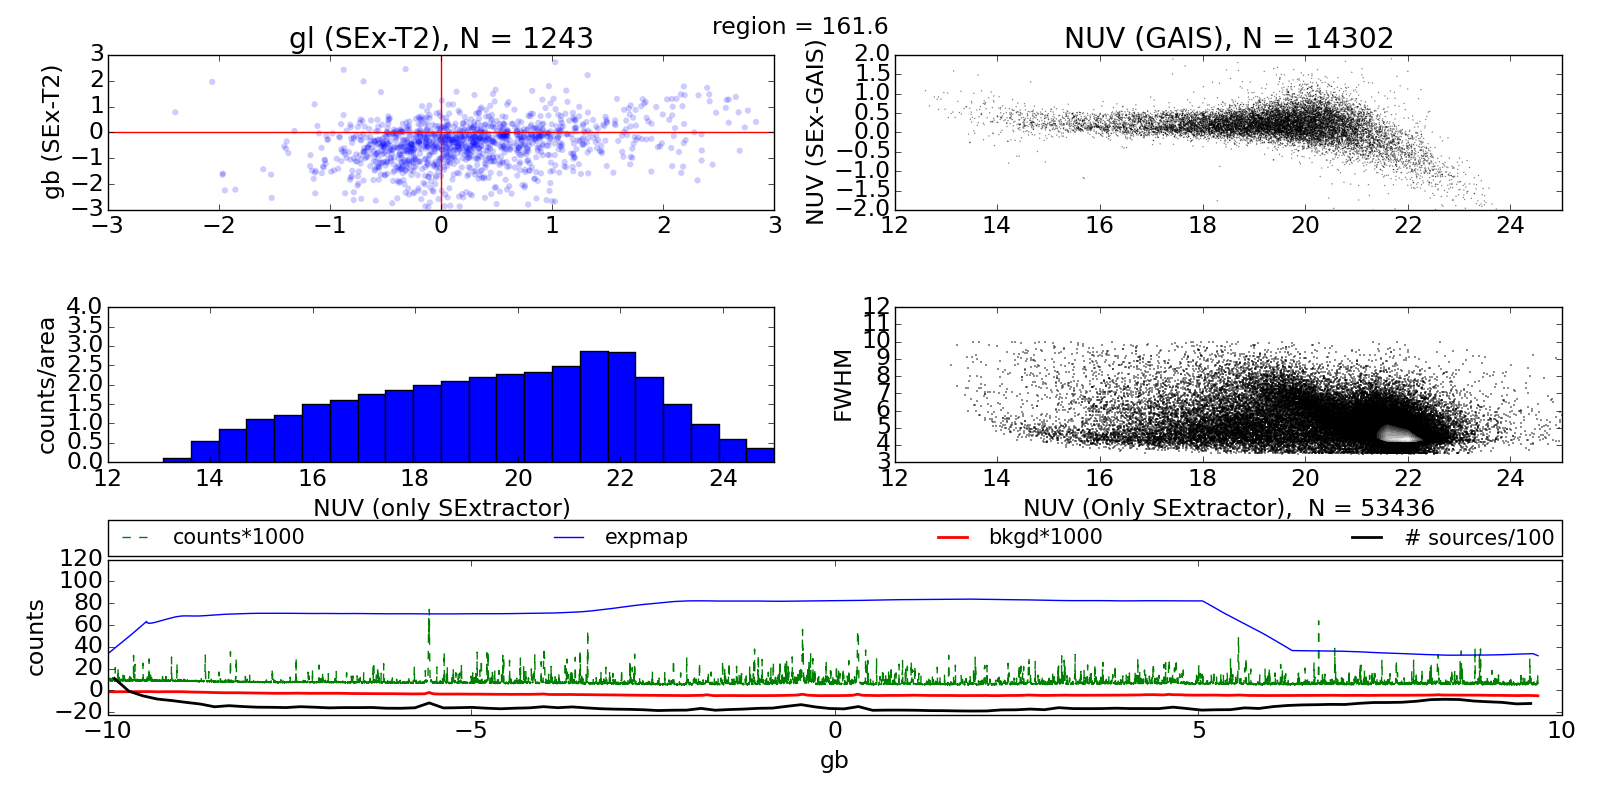 region = 161.6
gl (SEx-T2), N = 1243
gb (SEx-T2)
3
2
1
0
−1
−2
−3
−3 −2 −1 0 1 2 3
NUV (GAIS), N = 14302
NUV (SEx-GAIS)
2.0
1.5
1.0
0.5
0.0
−0.5
−1.0
−1.5
−2.0
12 14 16 18 20 22 24
counts/area
4.0
3.5
3.0
2.5
2.0
1.5
1.0
0.5
0.0
12 14 16 18 20 22 24
NUV (only SExtractor)
FWHM
12
11
10
9
8
7
6
5
4
3
12 14 16 18 20 22 24
NUV (Only SExtractor), N = 53436
counts*1000 expmap bkgd*1000 # sources/100
counts
120
100
80
60
40
20
0
−20
−10 −5 0 5 10
gb